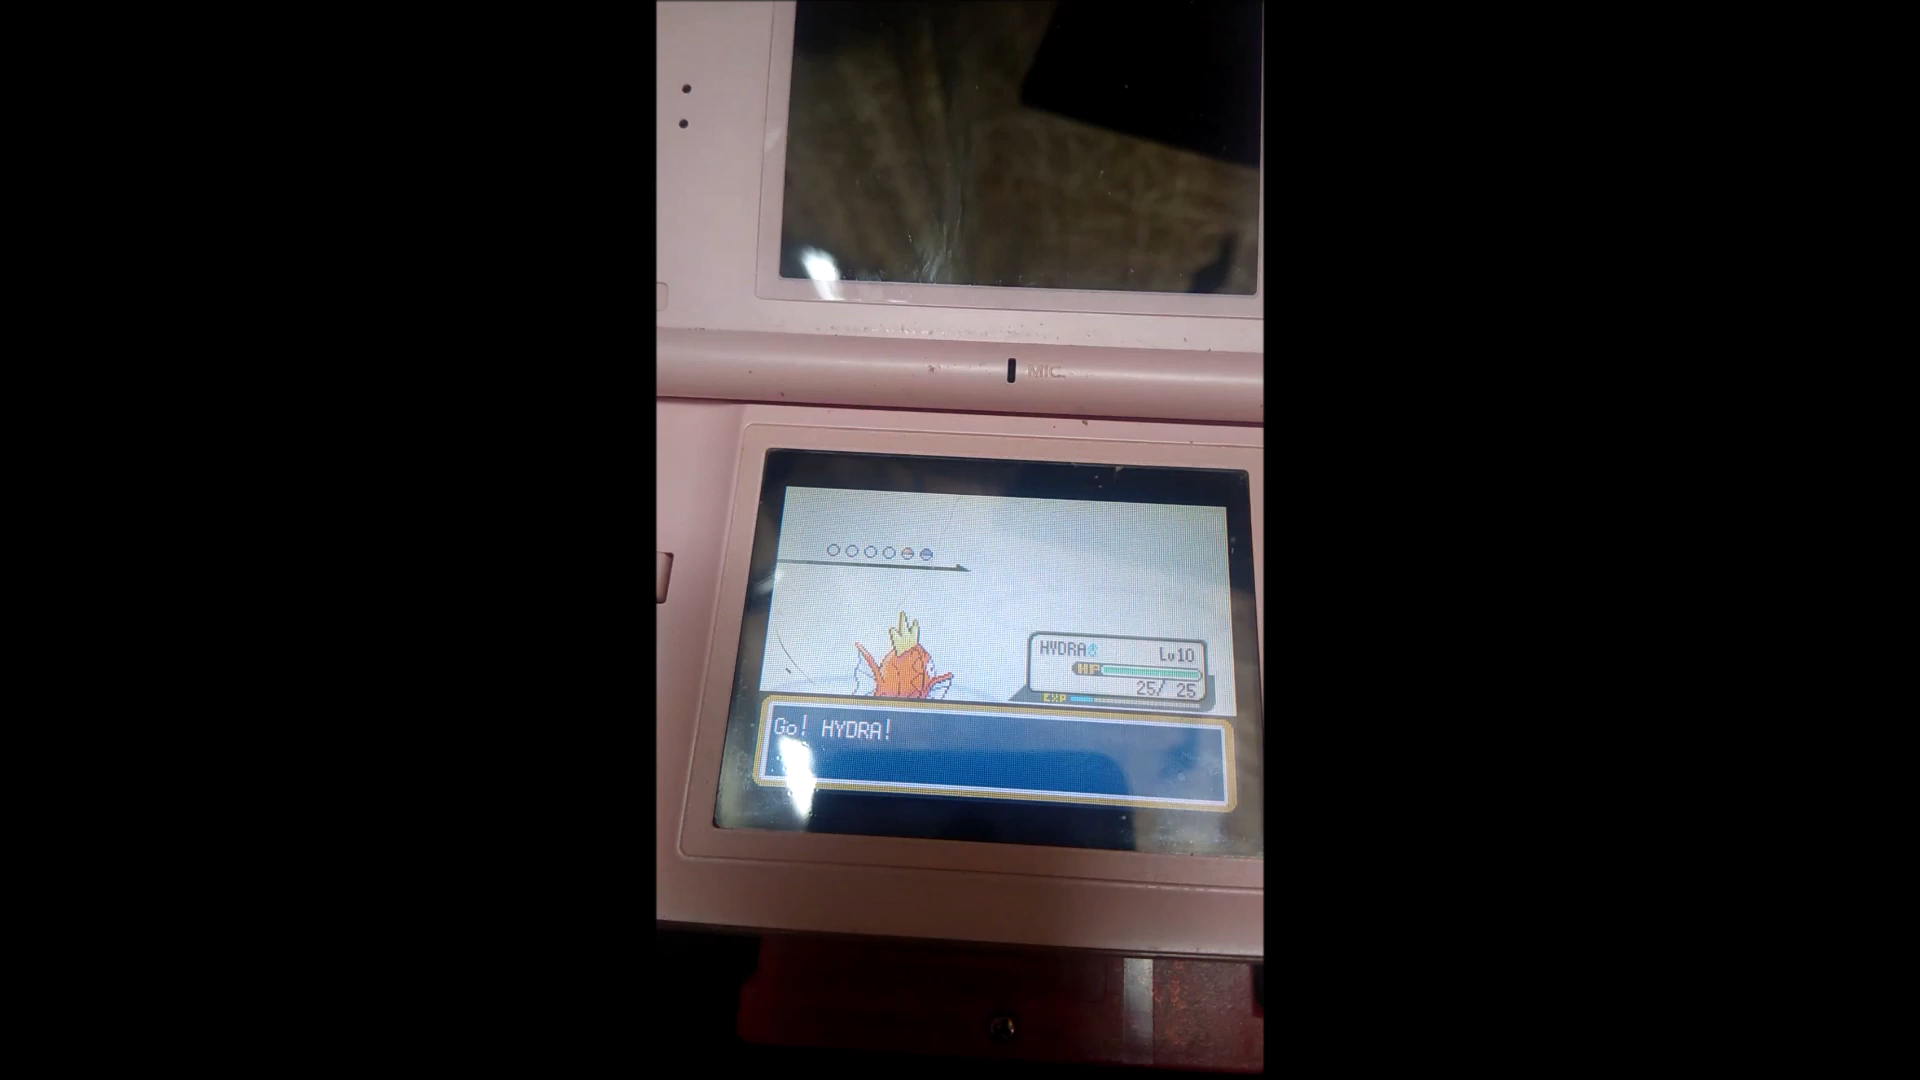 MIC.
HYDRA♂ Lv10
HP
25/ 25
EXP
Go! HYDRA!